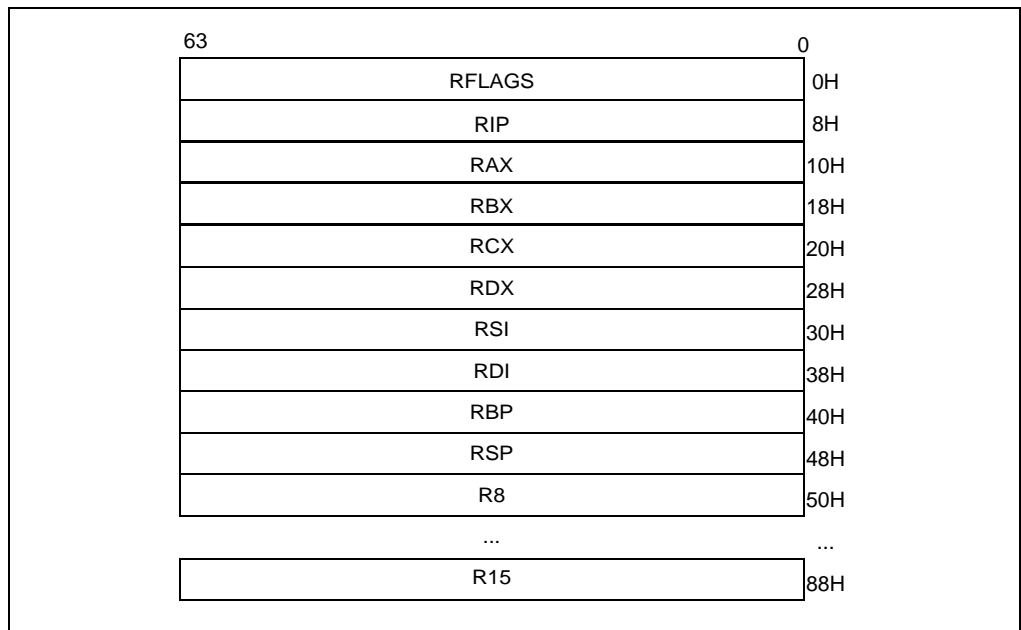 63 0
RFLAGS 0H
RIP 8H
RAX 10H
RBX 18H
RCX 20H
RDX 28H
RSI 30H
RDI 38H
RBP 40H
RSP 48H
R8 50H
... ...
R15 88H